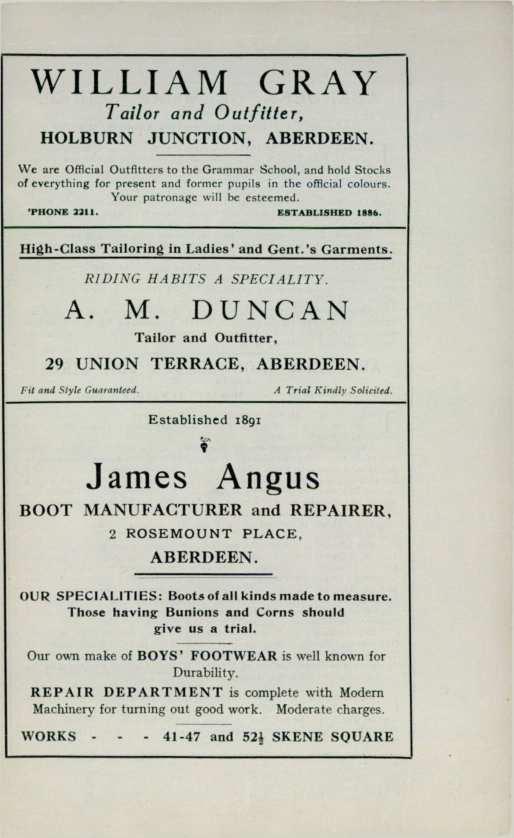 WILLIAM GRAY
Tailor and Outfitter,
HOLBURN JUNCTION, ABERDEEN.
We are Official Outfitters to the Grammar School, and hold Stocks
of everything for present and former pupils in the official colours.
Your patronage will be esteemed.
'PHONE 2211. ESTABLISHED 1886.
High-Class Tailoring in Ladies' and Gent.'s Garments.
RIDING HABITS A SPECIALITY.
A. M. DUNCAN
Tailor and Outfitter,
29 UNION TERRACE, ABERDEEN.
Fit and Style Guaranteed. A Trial Kindly Solicited.
Established 1891
James Angus
BOOT MANUFACTURER and REPAIRER,
2 ROSEMOUNT PLACE,
ABERDEEN.
OUR SPECIALITIES: Boots of all kinds made to measure.
Those having Bunions and Corns should
give us a trial.
Our own make of BOYS' FOOTWEAR is well known for
Durability.
REPAIR DEPARTMENT is complete with Modern
Machinery for turning out good work. Moderate charges.
WORKS - - - 41-47 and 52½ SKENE SQUARE